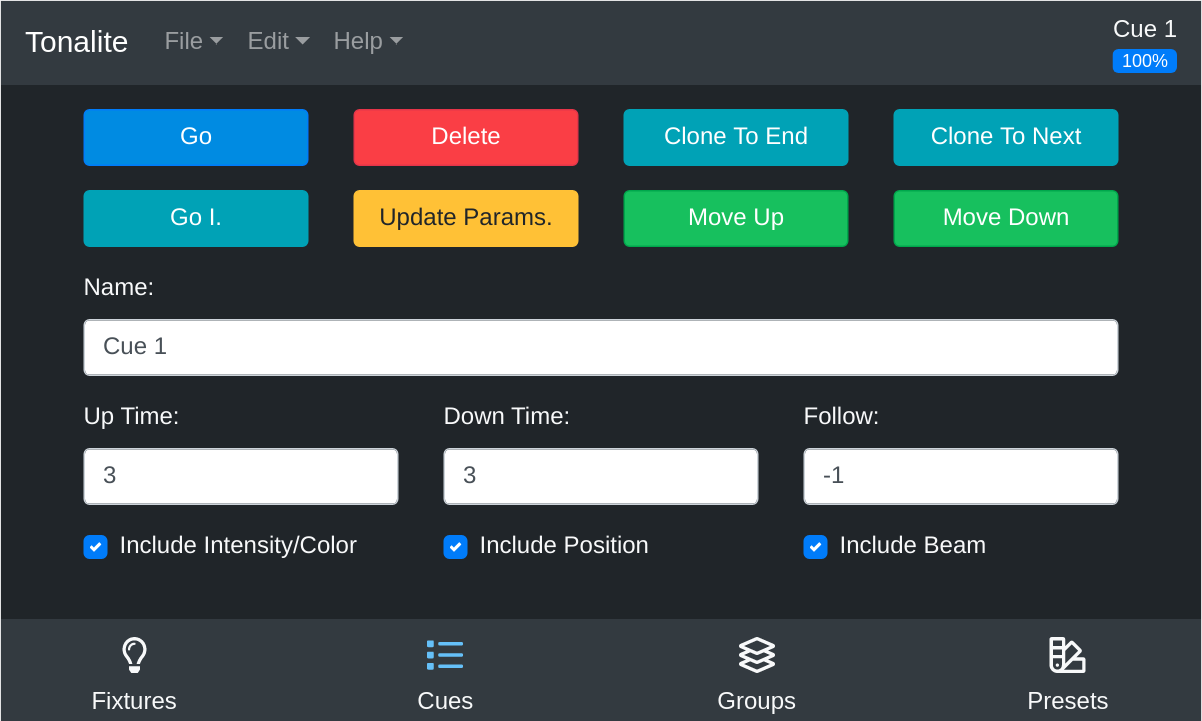 Tonalite File Edit Help Cue 1
100%
Go Delete Clone To End Clone To Next
Go I. Update Params. Move Up Move Down
Name:
Cue 1
Up Time: Down Time: Follow:
3 3 -1
Include Intensity/Color Include Position Include Beam
Fixtures Cues Groups Presets